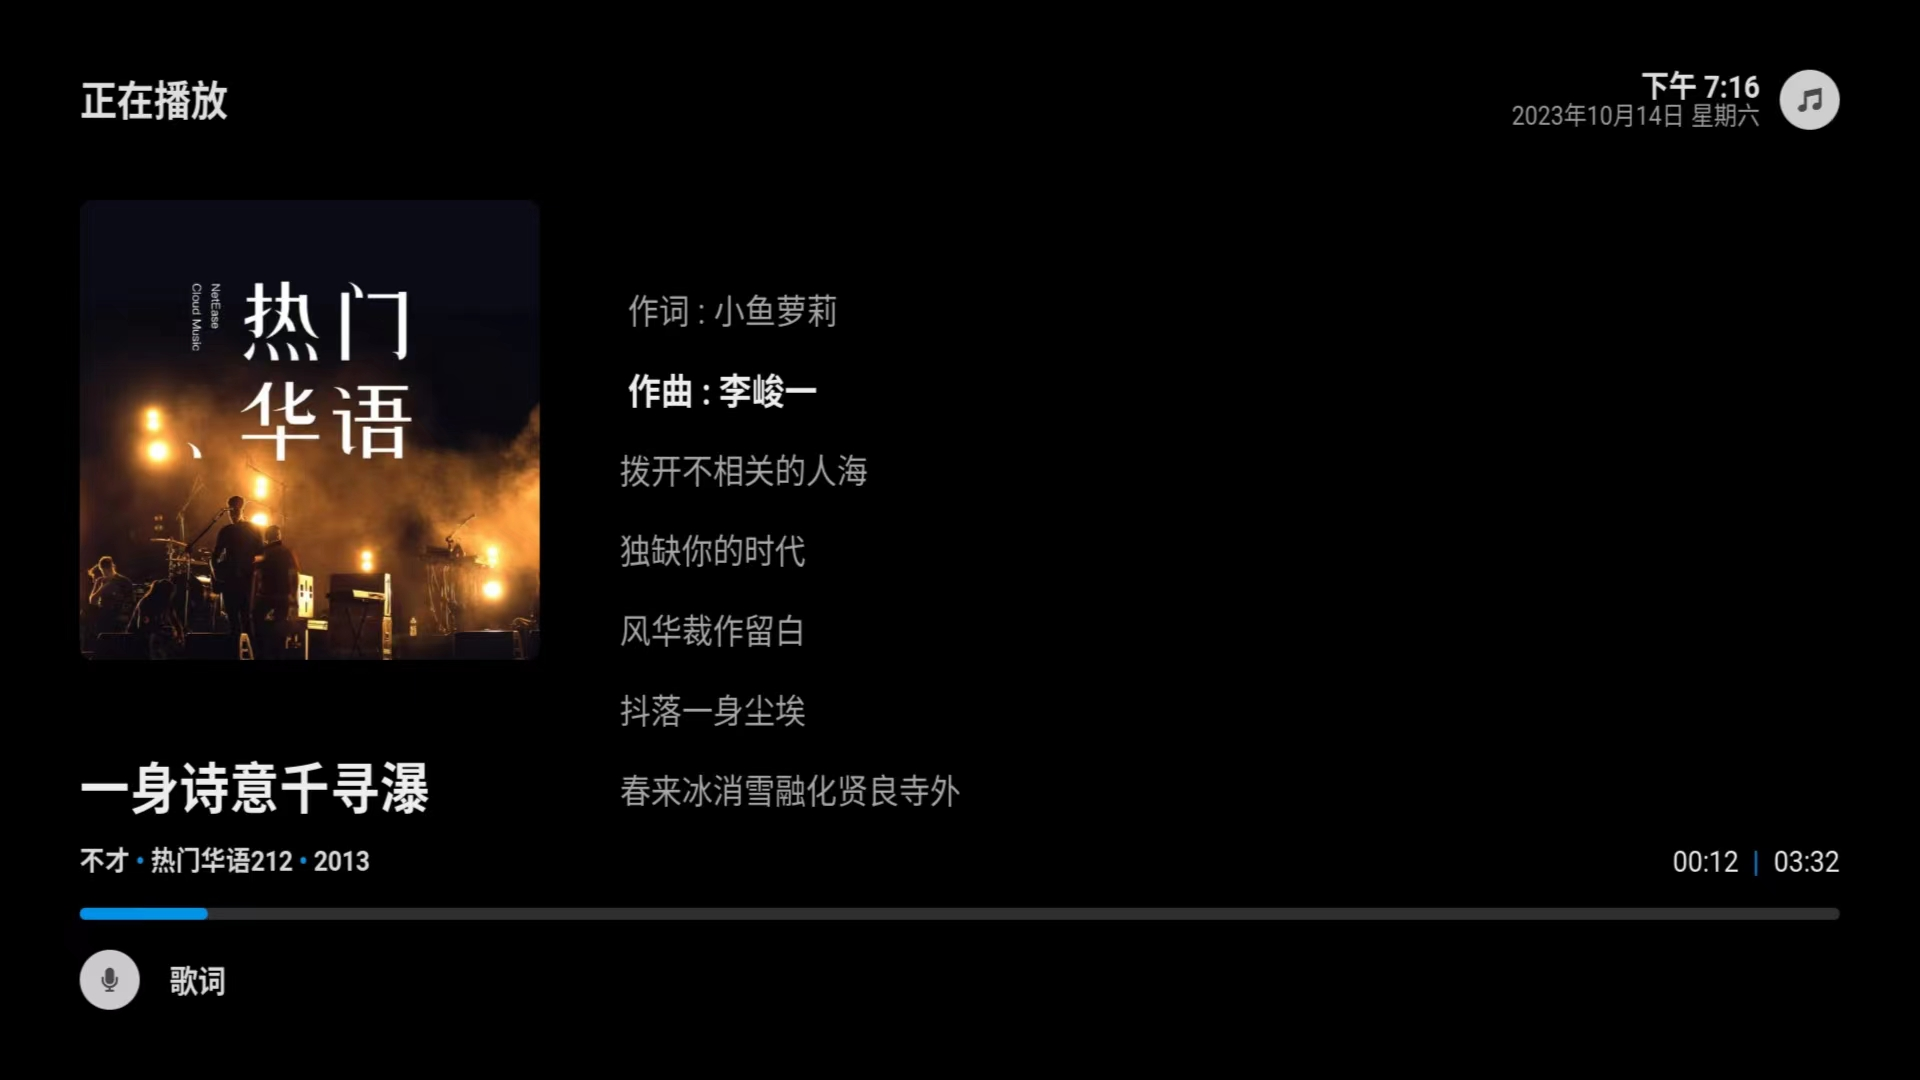 正在播放
下午 7:16
2023年10月14日 星期六
NetEase
Cloud Music
热门
华语
作词 : 小鱼萝莉
作曲 : 李峻一
拨开不相关的人海
独缺你的时代
风华裁作留白
抖落一身尘埃
春来冰消雪融化贤良寺外
一身诗意千寻瀑
不才 • 热门华语212 • 2013
00:12 | 03:32
歌词